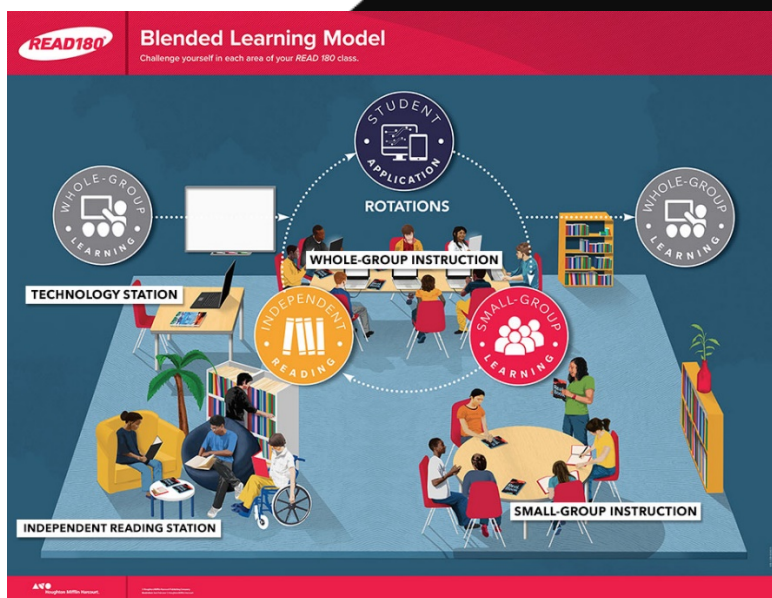 READ180®
Blended Learning Model
Challenge yourself in each area of your READ 180 class.
STUDENT
APPLICATION
ROTATIONS
WHOLE-GROUP
LEARNING
WHOLE-GROUP
LEARNING
WHOLE-GROUP INSTRUCTION
TECHNOLOGY STATION
INDEPENDENT
READING
SMALL-GROUP
LEARNING
INDEPENDENT READING STATION
SMALL-GROUP INSTRUCTION
Houghton Mifflin Harcourt